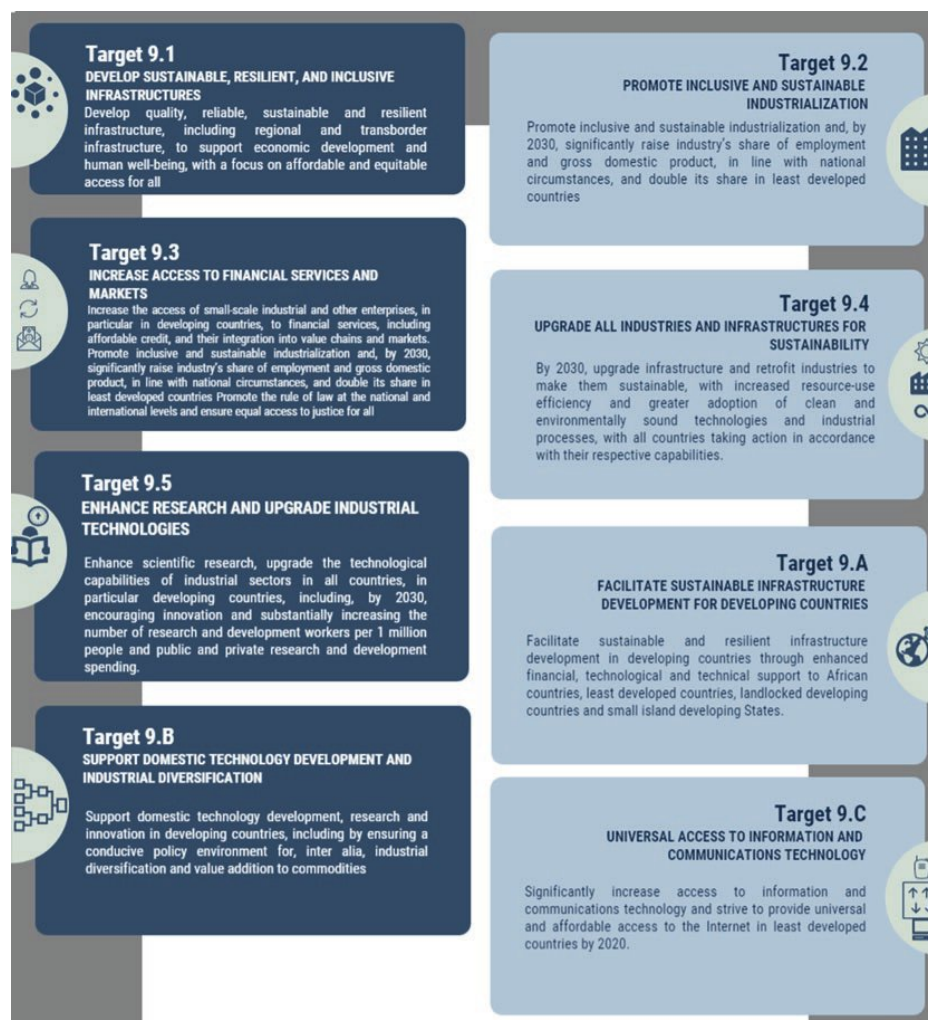 Target 9.1
DEVELOP SUSTAINABLE, RESILIENT, AND INCLUSIVE
INFRASTRUCTURES
Develop quality, reliable, sustainable and resilient
infrastructure, including regional and transborder
infrastructure, to support economic development and
human well-being, with a focus on affordable and equitable
access for all
Target 9.2
PROMOTE INCLUSIVE AND SUSTAINABLE
INDUSTRIALIZATION
Promote inclusive and sustainable industrialization and, by
2030, significantly raise industry's share of employment
and gross domestic product, in line with national
circumstances, and double its share in least developed
countries
Target 9.3
INCREASE ACCESS TO FINANCIAL SERVICES AND
MARKETS
Increase the access of small-scale industrial and other enterprises, in
particular in developing countries, to financial services, including
affordable credit, and their integration into value chains and markets.
Promote inclusive and sustainable industrialization and, by 2030,
significantly raise industry's share of employment and gross domestic
product, in line with national circumstances, and double its share in
least developed countries Promote the rule of law at the national and
international levels and ensure equal access to justice for all
Target 9.4
UPGRADE ALL INDUSTRIES AND INFRASTRUCTURES FOR
SUSTAINABILITY
By 2030, upgrade infrastructure and retrofit industries to
make them sustainable, with increased resource-use
efficiency and greater adoption of clean and
environmentally sound technologies and industrial
processes, with all countries taking action in accordance
with their respective capabilities.
Target 9.5
ENHANCE RESEARCH AND UPGRADE INDUSTRIAL
TECHNOLOGIES
Enhance scientific research, upgrade the technological
capabilities of industrial sectors in all countries, in
particular developing countries, including, by 2030,
encouraging innovation and substantially increasing the
number of research and development workers per 1 million
people and public and private research and development
spending.
Target 9.A
FACILITATE SUSTAINABLE INFRASTRUCTURE
DEVELOPMENT FOR DEVELOPING COUNTRIES
Facilitate sustainable and resilient infrastructure
development in developing countries through enhanced
financial, technological and technical support to African
countries, least developed countries, landlocked developing
countries and small island developing States.
Target 9.B
SUPPORT DOMESTIC TECHNOLOGY DEVELOPMENT AND
INDUSTRIAL DIVERSIFICATION
Support domestic technology development, research and
innovation in developing countries, including by ensuring a
conducive policy environment for, inter alia, industrial
diversification and value addition to commodities
Target 9.C
UNIVERSAL ACCESS TO INFORMATION AND
COMMUNICATIONS TECHNOLOGY
Significantly increase access to information and
communications technology and strive to provide universal
and affordable access to the Internet in least developed
countries by 2020.